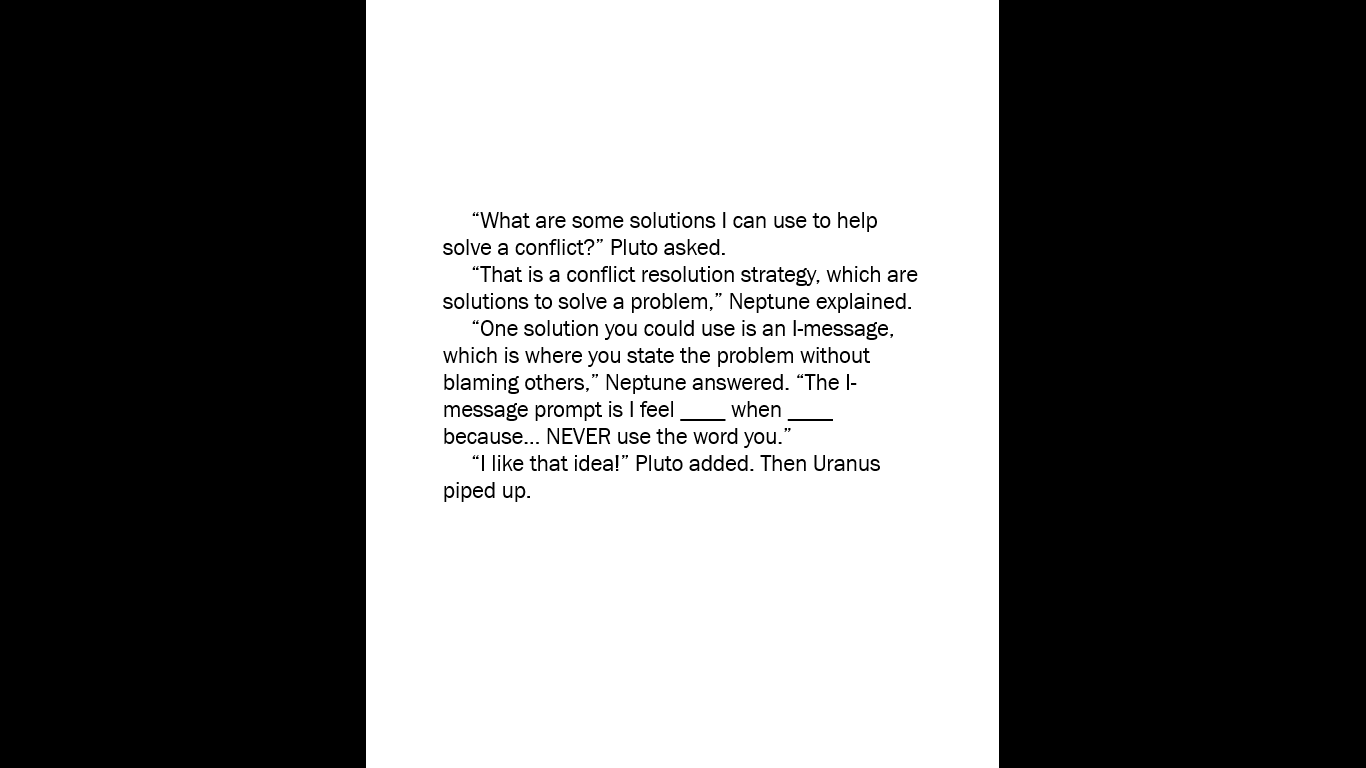 “What are some solutions I can use to help
solve a conflict?” Pluto asked.
“That is a conflict resolution strategy, which are
solutions to solve a problem,” Neptune explained.
“One solution you could use is an I-message,
which is where you state the problem without
blaming others,” Neptune answered. “The I-
message prompt is I feel ____ when ____
because... NEVER use the word you.”
“I like that idea!” Pluto added. Then Uranus
piped up.